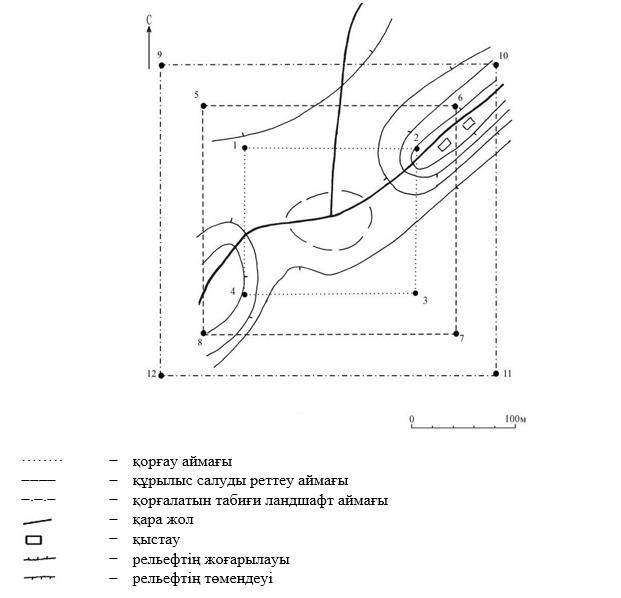 С
9
10
5
6
1
2
4
3
8
7
12
11
0 100м
– қорғау аймағы
– құрылыс салуды реттеу аймағы
– қорғалатын табиғи ландшафт аймағы
– қара жол
– қыстау
– рельефтің жоғарылауы
– рельефтің төмендеуі